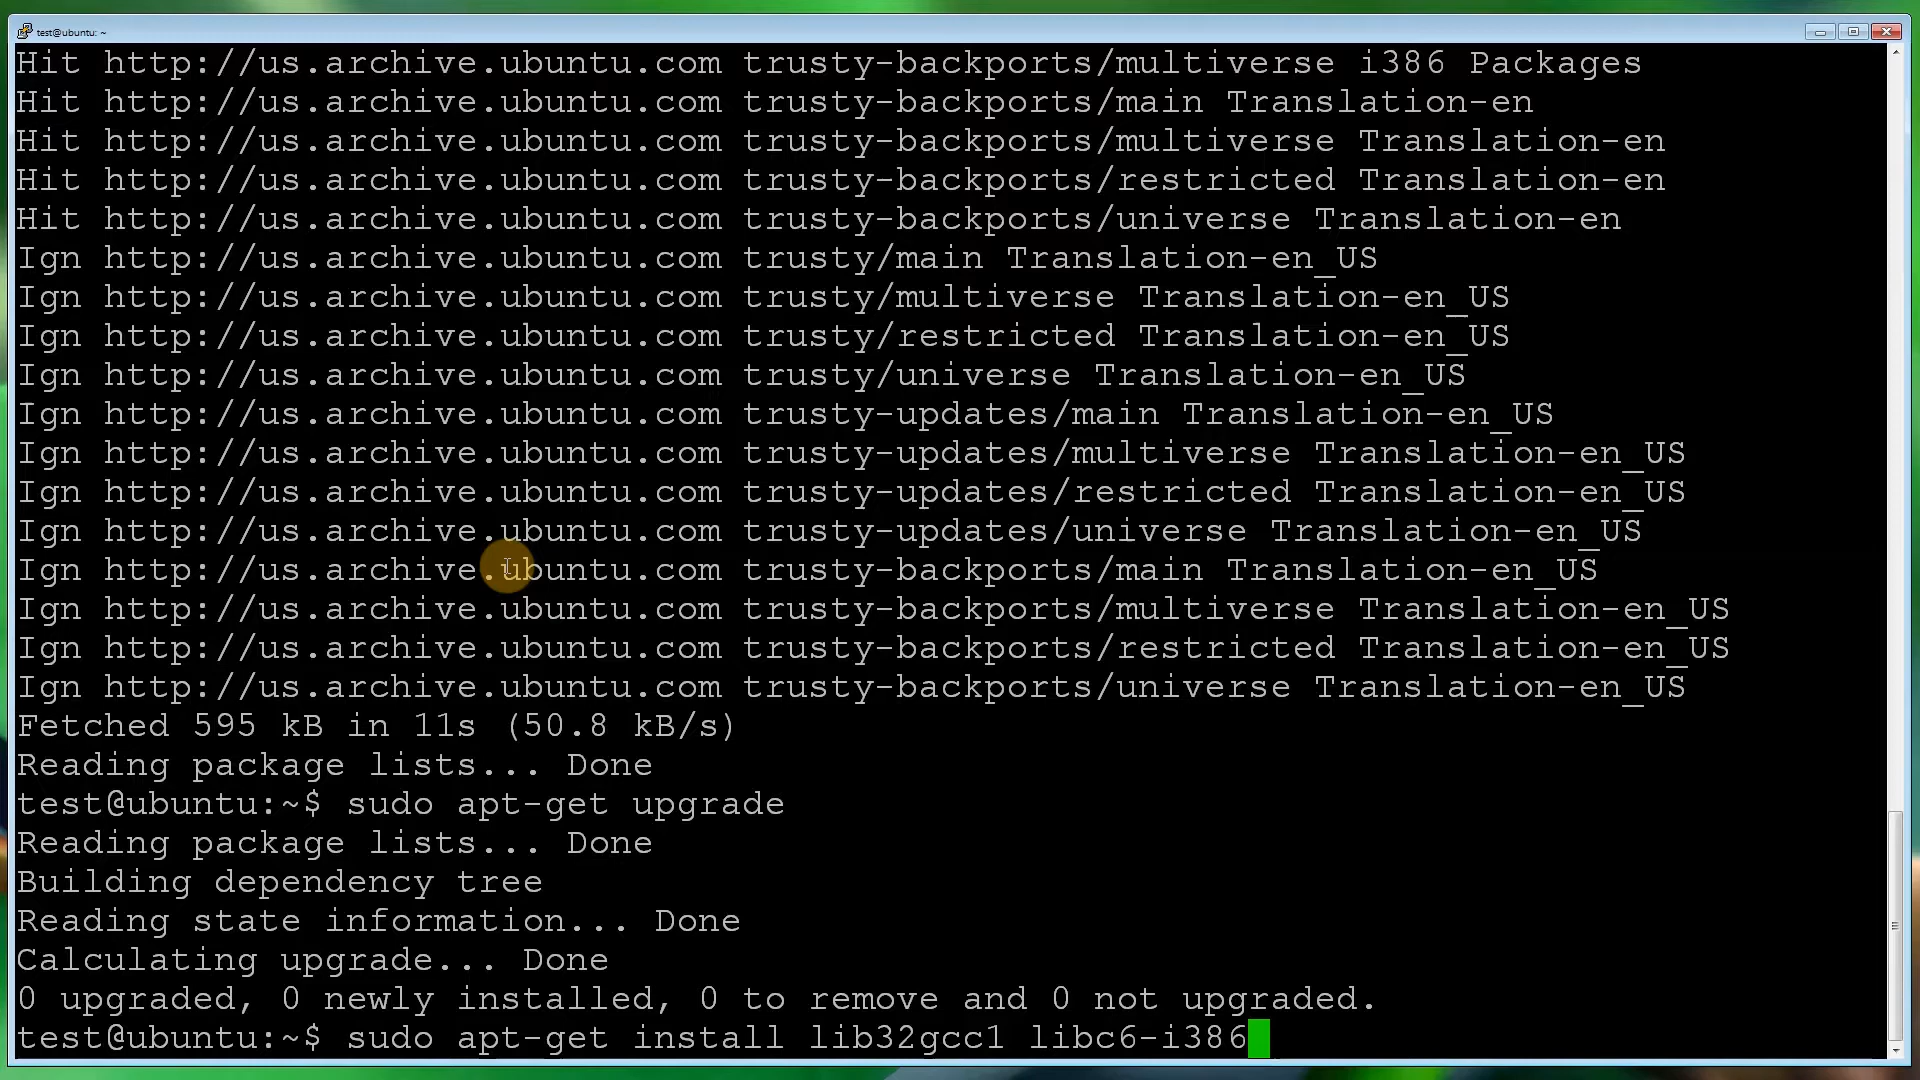 test@ubuntu: ~
Hit http://us.archive.ubuntu.com trusty-backports/multiverse i386 Packages
Hit http://us.archive.ubuntu.com trusty-backports/main Translation-en
Hit http://us.archive.ubuntu.com trusty-backports/multiverse Translation-en
Hit http://us.archive.ubuntu.com trusty-backports/restricted Translation-en
Hit http://us.archive.ubuntu.com trusty-backports/universe Translation-en
Ign http://us.archive.ubuntu.com trusty/main Translation-en_US
Ign http://us.archive.ubuntu.com trusty/multiverse Translation-en_US
Ign http://us.archive.ubuntu.com trusty/restricted Translation-en_US
Ign http://us.archive.ubuntu.com trusty/universe Translation-en_US
Ign http://us.archive.ubuntu.com trusty-updates/main Translation-en_US
Ign http://us.archive.ubuntu.com trusty-updates/multiverse Translation-en_US
Ign http://us.archive.ubuntu.com trusty-updates/restricted Translation-en_US
Ign http://us.archive.ubuntu.com trusty-updates/universe Translation-en_US
Ign http://us.archive.ubuntu.com trusty-backports/main Translation-en_US
Ign http://us.archive.ubuntu.com trusty-backports/multiverse Translation-en_US
Ign http://us.archive.ubuntu.com trusty-backports/restricted Translation-en_US
Ign http://us.archive.ubuntu.com trusty-backports/universe Translation-en_US
Fetched 595 kB in 11s (50.8 kB/s)
Reading package lists... Done
test@ubuntu:~$ sudo apt-get upgrade
Reading package lists... Done
Building dependency tree
Reading state information... Done
Calculating upgrade... Done
0 upgraded, 0 newly installed, 0 to remove and 0 not upgraded.
test@ubuntu:~$ sudo apt-get install lib32gcc1 libc6-i386